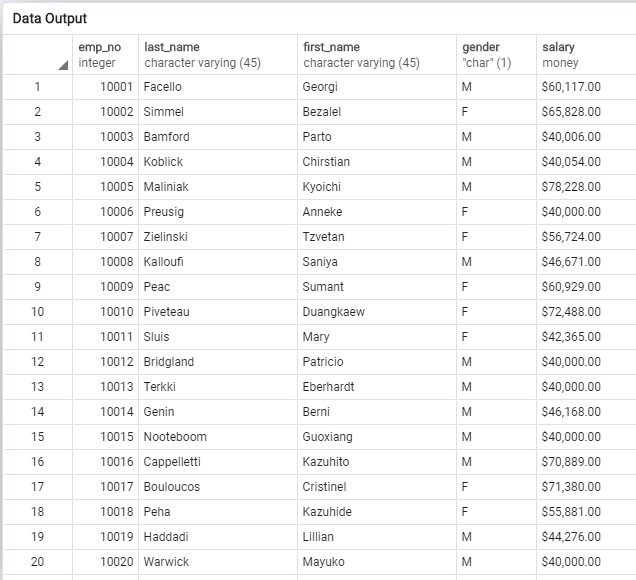 Data Output
emp_no last_name first_name gender salary
integer character varying (45) character varying (45) "char" (1) money
1 10001 Facello Georgi M $60,117.00
2 10002 Simmel Bezalel F $65,828.00
3 10003 Bamford Parto M $40,006.00
4 10004 Koblick Chirstian M $40,054.00
5 10005 Maliniak Kyoichi M $78,228.00
6 10006 Preusig Anneke F $40,000.00
7 10007 Zielinski Tzvetan F $56,724.00
8 10008 Kalloufi Saniya M $46,671.00
9 10009 Peac Sumant F $60,929.00
10 10010 Piveteau Duangkaew F $72,488.00
11 10011 Sluis Mary F $42,365.00
12 10012 Bridgland Patricio M $40,000.00
13 10013 Terkki Eberhardt M $40,000.00
14 10014 Genin Berni M $46,168.00
15 10015 Nooteboom Guoxiang M $40,000.00
16 10016 Cappelletti Kazuhito M $70,889.00
17 10017 Bouloucos Cristinel F $71,380.00
18 10018 Peha Kazuhide F $55,881.00
19 10019 Haddadi Lillian M $44,276.00
20 10020 Warwick Mayuko M $40,000.00